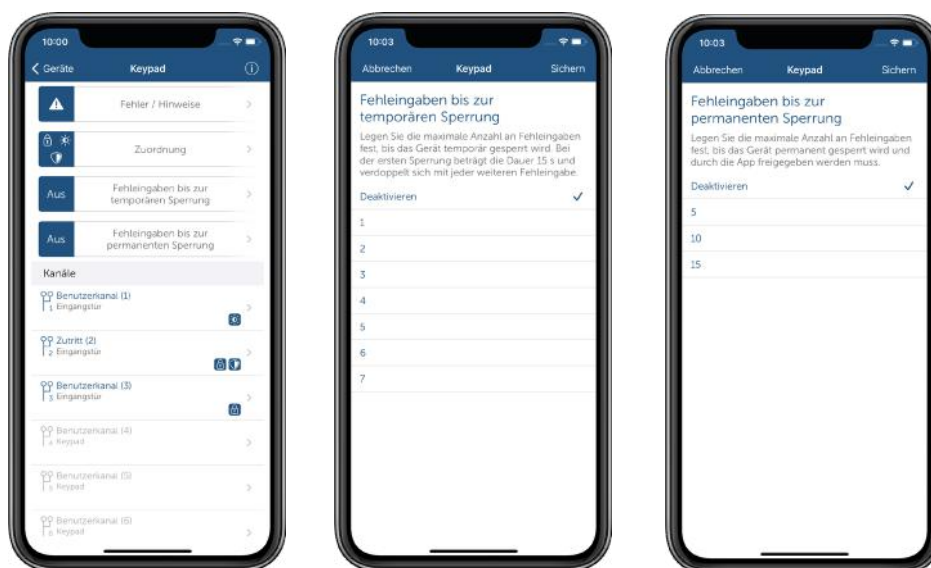 10:00
Geräte
Keypad
Fehler / Hinweise
Zuordnung
Aus
Fehleingaben bis zur
temporären Sperrung
Aus
Fehleingaben bis zur
permanenten Sperrung
Kanäle
Benutzerkanal (1)
1 Eingangstür
Zutritt (2)
2 Eingangstür
Benutzerkanal (3)
3 Eingangstür
Benutzerkanal (4)
4 Keypad
Benutzerkanal (5)
5 Keypad
Benutzerkanal (6)
6 Keypad
10:03
Abbrechen
Keypad
Sichern
Fehleingaben bis zur
temporären Sperrung
Legen Sie die maximale Anzahl an Fehleingaben
fest, bis das Gerät temporär gesperrt wird. Bei
der ersten Sperrung beträgt die Dauer 15 s und
verdoppelt sich mit jeder weiteren Fehleingabe.
Deaktivieren
1
2
3
4
5
6
7
10:03
Abbrechen
Keypad
Sichern
Fehleingaben bis zur
permanenten Sperrung
Legen Sie die maximale Anzahl an Fehleingaben
fest, bis das Gerät permanent gesperrt wird und
durch die App freigegeben werden muss.
Deaktivieren
5
10
15